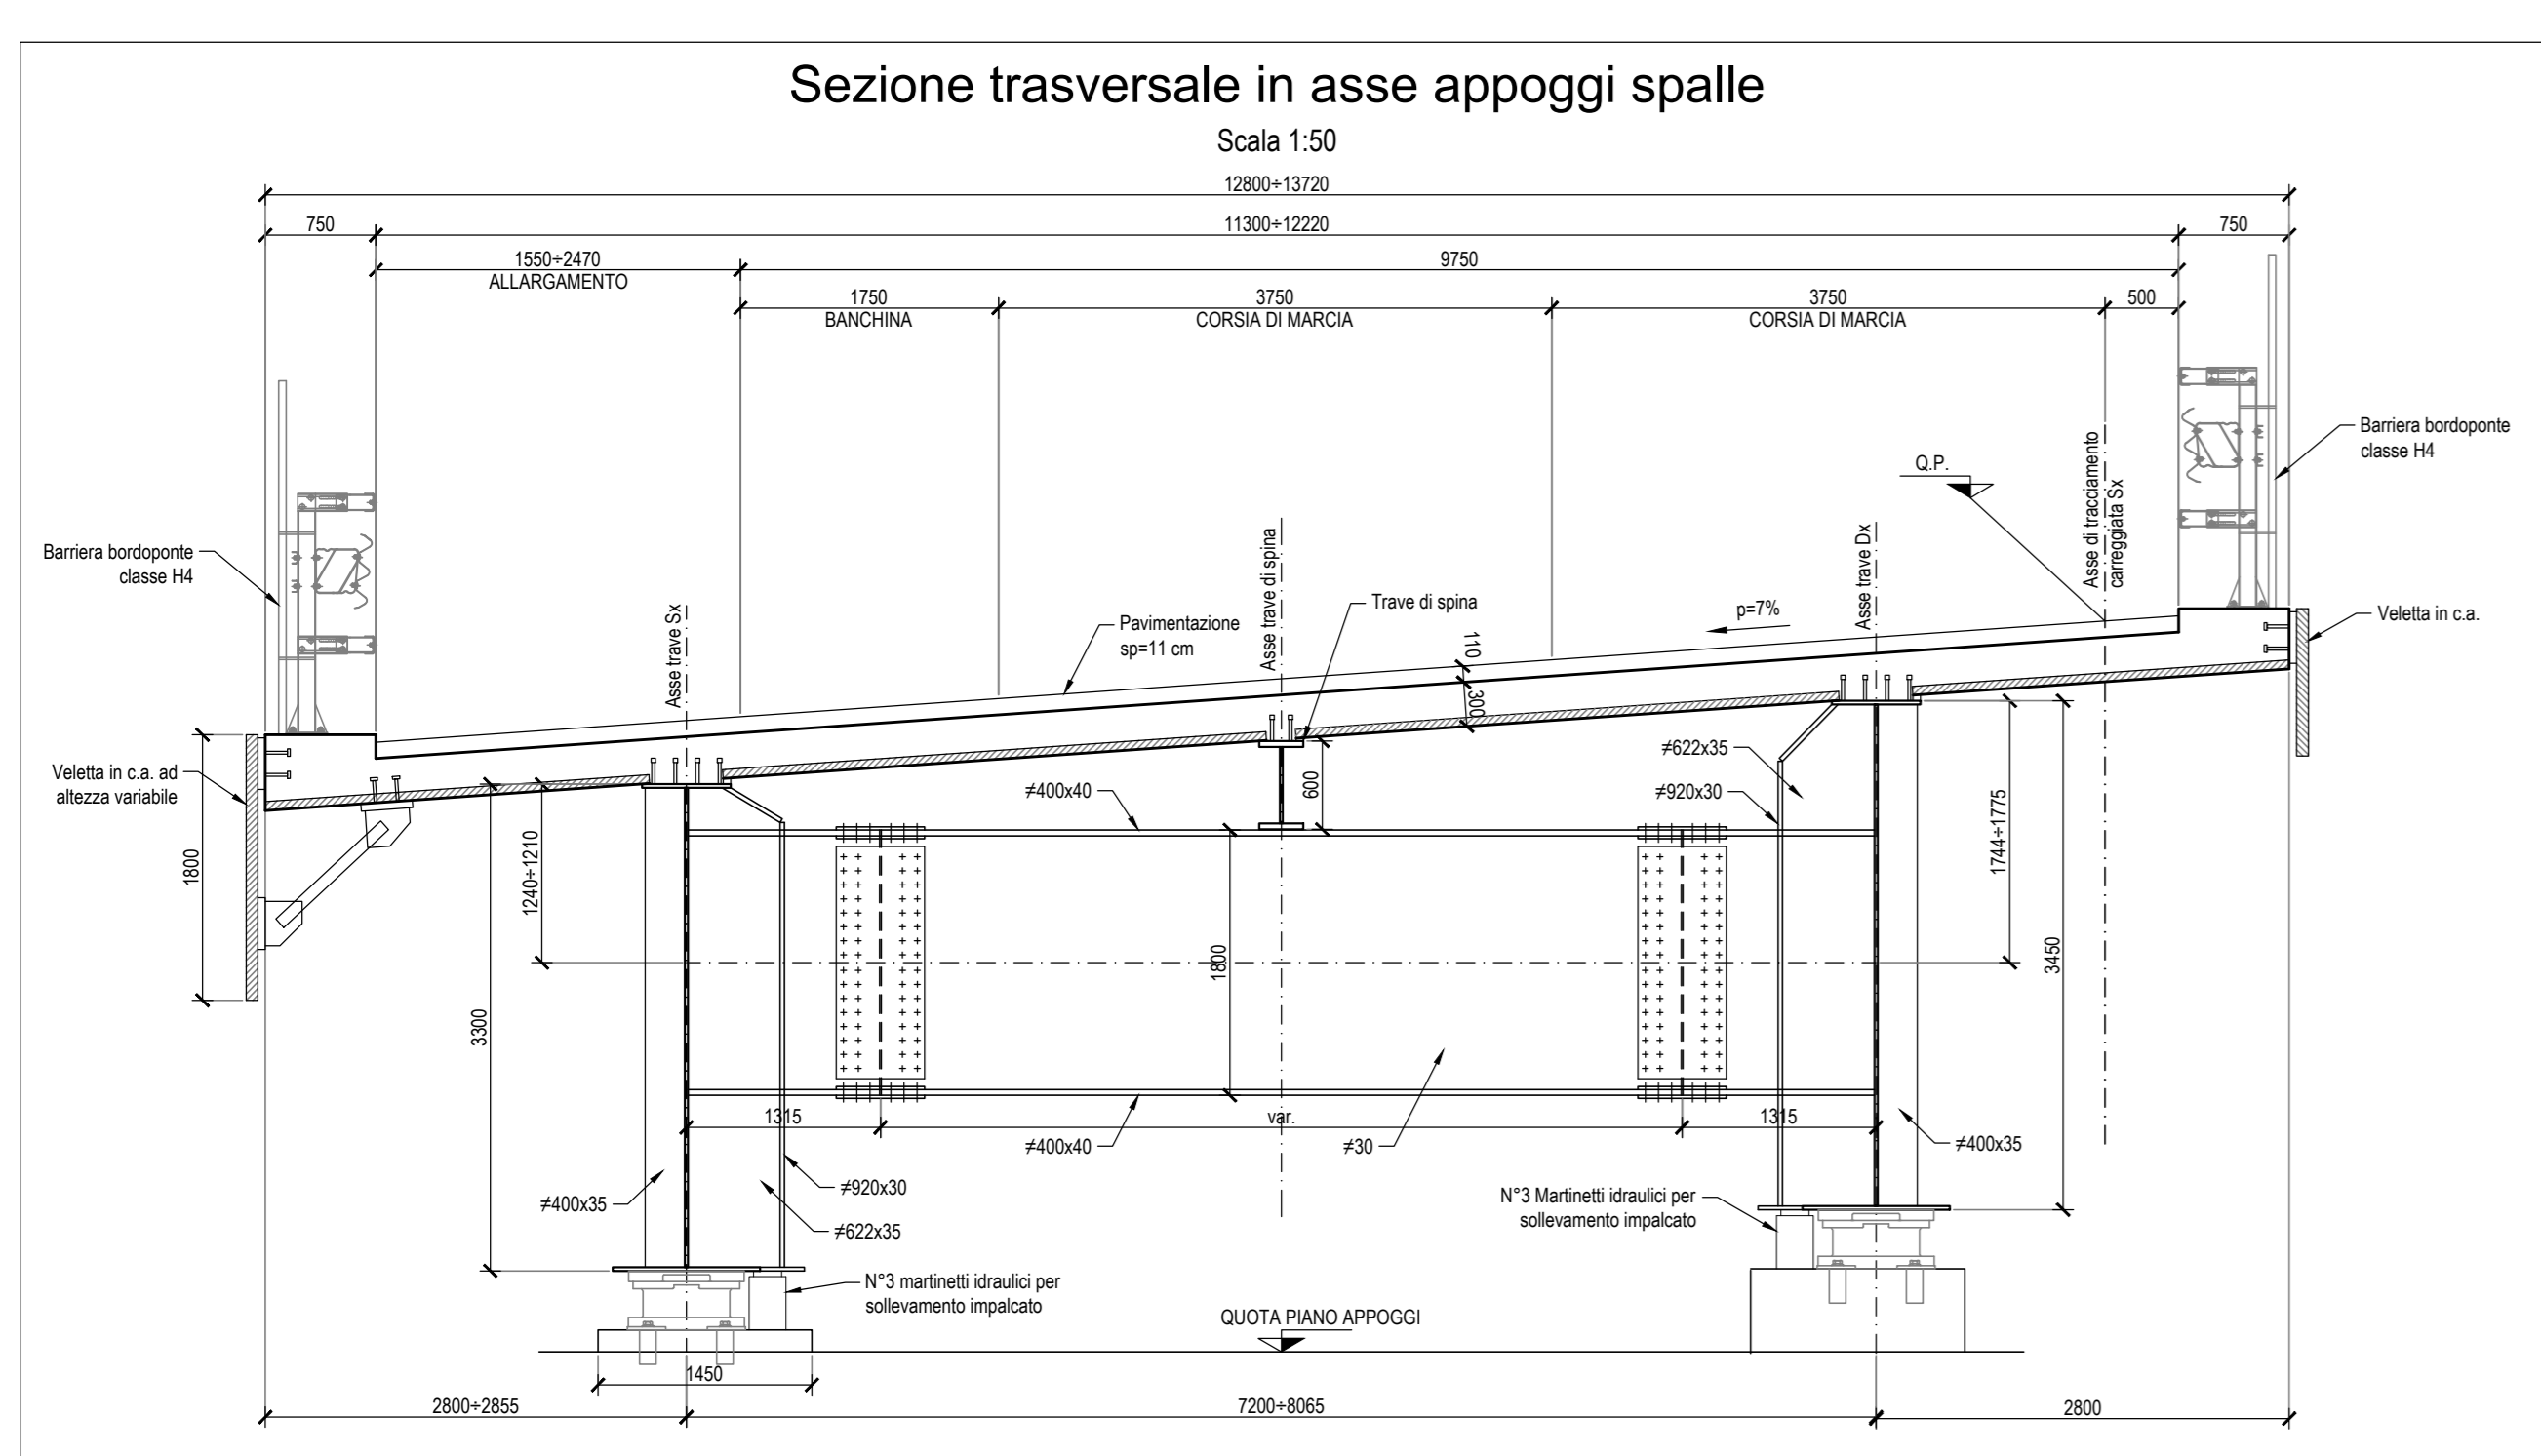 Sezione trasversale in asse appoggi spalle
Scala 1:50
12800÷13720
750
11300÷12220
750
1550÷2470
ALLARGAMENTO
9750
1750
BANCHINA
3750
CORSIA DI MARCIA
3750
CORSIA DI MARCIA
500
Barriera bordoponte
classe H4
Barriera bordoponte
classe H4
Q.P.
Asse di tracciamento
carreggiata Sx
Asse trave Dx
Asse trave di spina
Asse trave Sx
Trave di spina
p=7%
Pavimentazione
sp=11 cm
110
300
Veletta in c.a.
Veletta in c.a. ad
altezza variabile
1800
≠400x40
600
≠622x35
≠920x30
1240÷1210
1744÷1775
3300
1800
3450
1315
var.
1315
≠400x40
≠30
≠400x35
≠400x35
≠920x30
≠622x35
N°3 Martinetti idraulici per
sollevamento impalcato
N°3 martinetti idraulici per
sollevamento impalcato
QUOTA PIANO APPOGGI
1450
2800÷2855
7200÷8065
2800